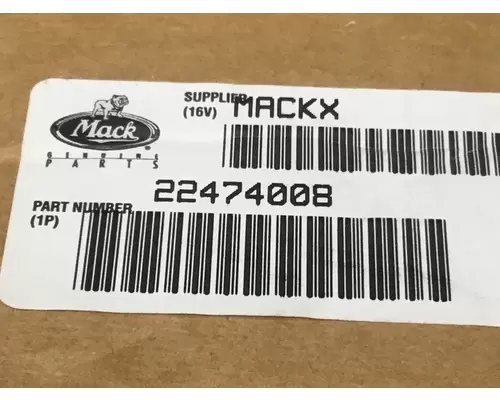 Mack
GENUINE
PARTS
SUPPLIER
(16V) MACKX
PART NUMBER 22474008
(1P)